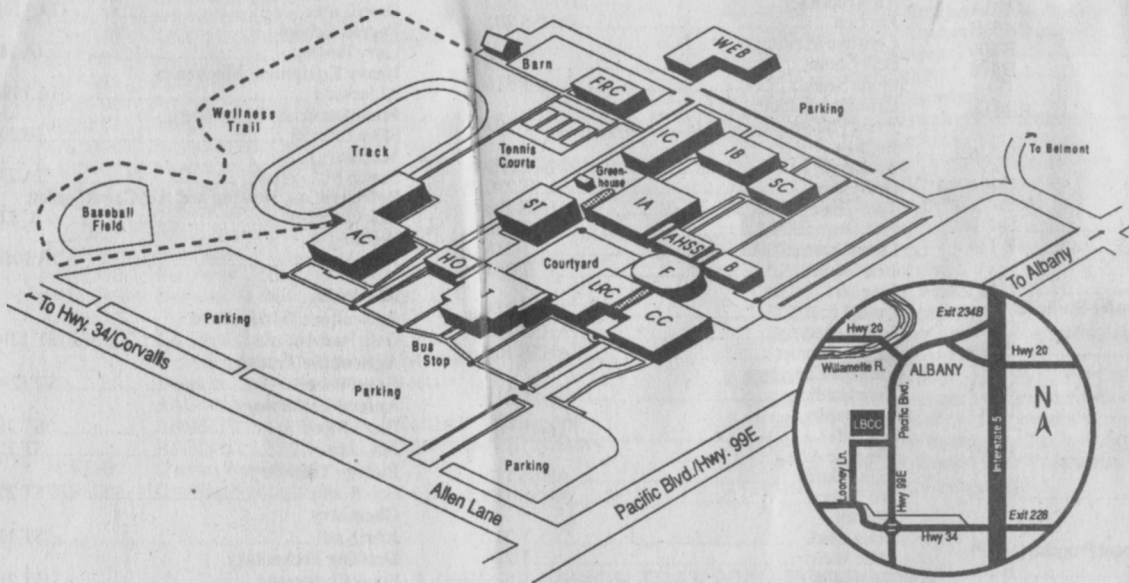 WEB
Barn
FRC
Parking
Wellness
Trail
Track
Tennis
Courts
IC
IB
SC
To Belmont
Green-
house
IA
ST
Baseball
Field
AC
HO
Courtyard
AHSS
F
B
LRC
T
CC
To Albany
~To Hwy. 34/Corvalls
Parking
Bus
Stop
Parking
Parking
Allen Lane
Pacific Blvd./Hwy. 99E
Exit 234B
Hwy 20
Hwy 20
Willamette R.
ALBANY
Pacific Blvd.
N
LBCC
Interstate 5
Looney Ln.
Hwy 99E
Exit 228
Hwy 34